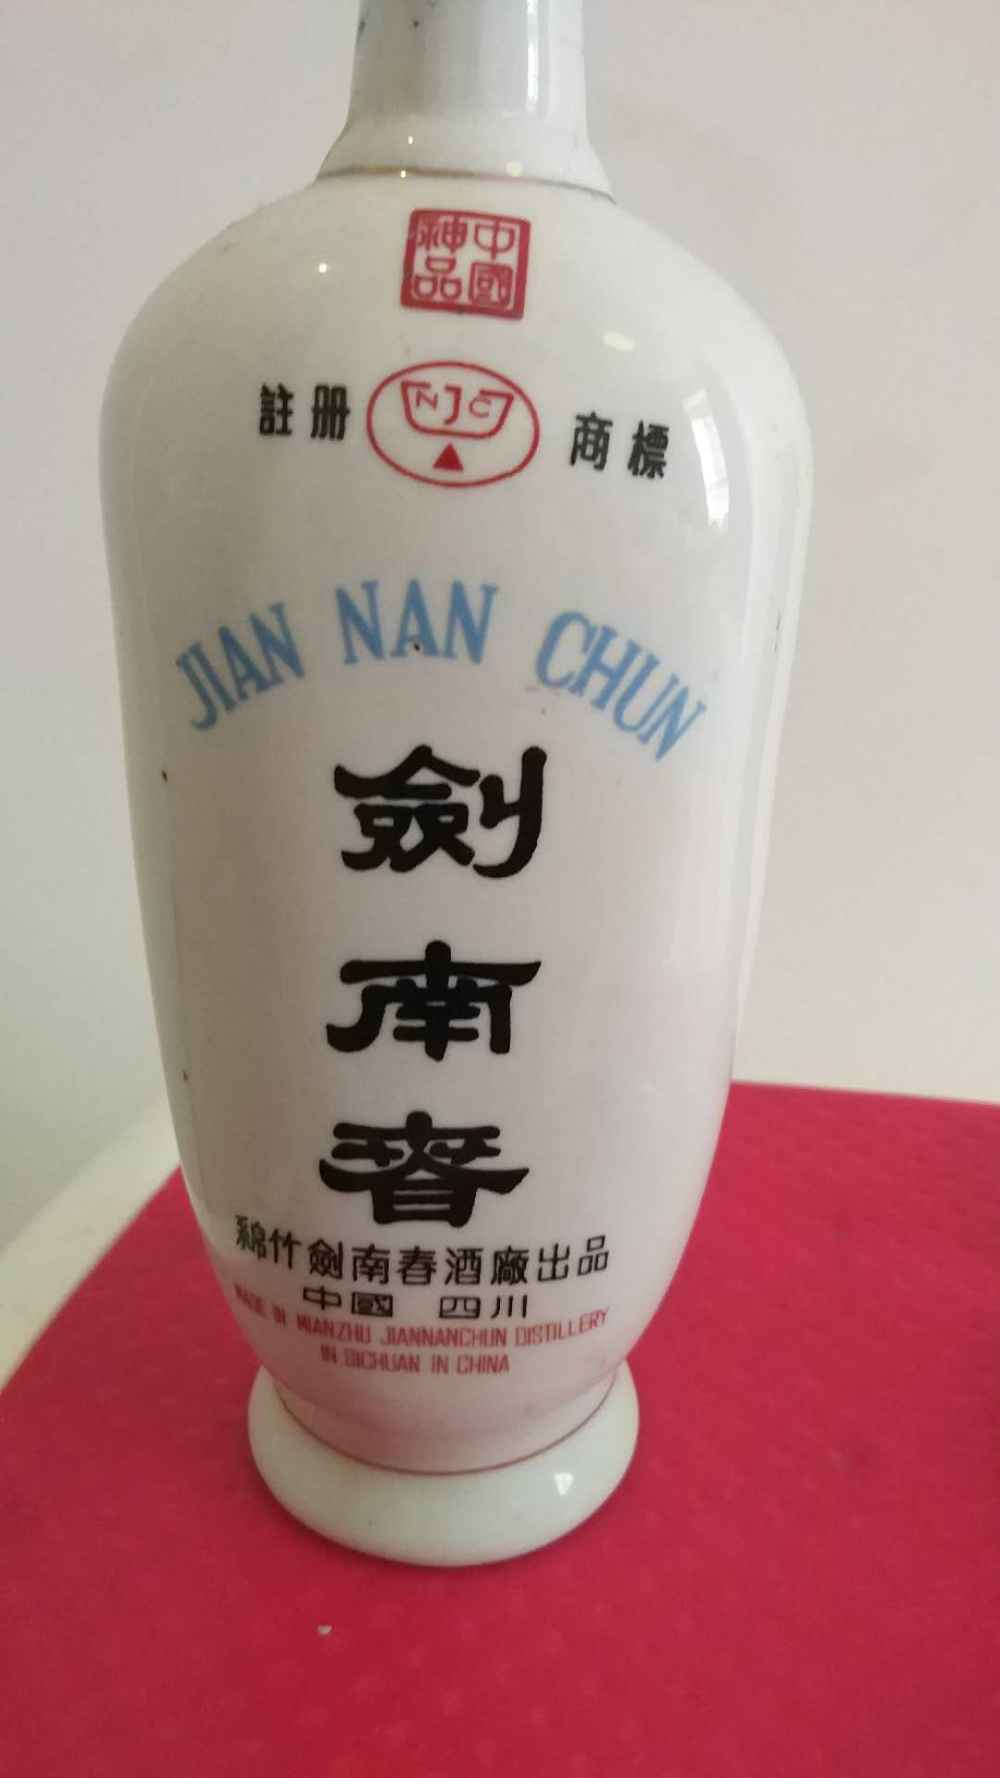 中國神品
註册 NJC 商標
JIAN NAN CHUN
劍南春
綿竹劍南春酒廠出品
中國 四川
MADE IN MIANZHU JIANNANCHUN DISTILLERY
IN SICHUAN IN CHINA